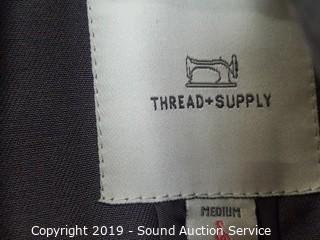 THREAD+SUPPLY
MEDIUM
Copyright 2019 - Sound Auction Service